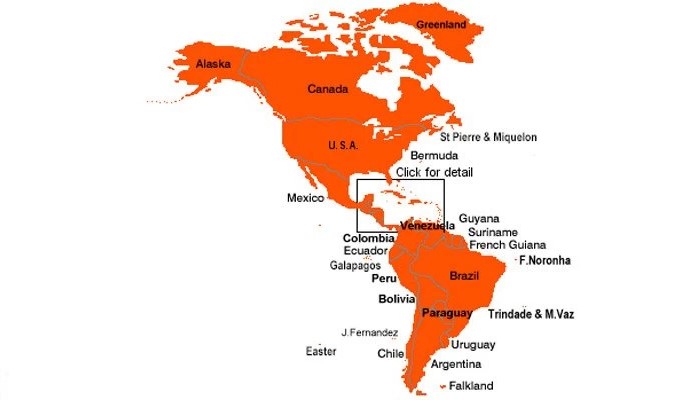 Greenland
Alaska
Canada
St Pierre & Miquelon
U.S.A.
Bermuda
Click for detail
Mexico
Guyana
Venezuela
Suriname
Colombia
French Guiana
Ecuador
F.Noronha
Galapagos
Brazil
Peru
Bolivia
Paraguay
Trindade & M.Vaz
J.Fernandez
Uruguay
Easter
Chile
Argentina
Falkland